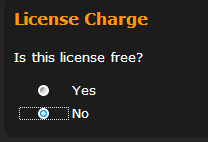 License Charge
Is this license free?
Yes
No